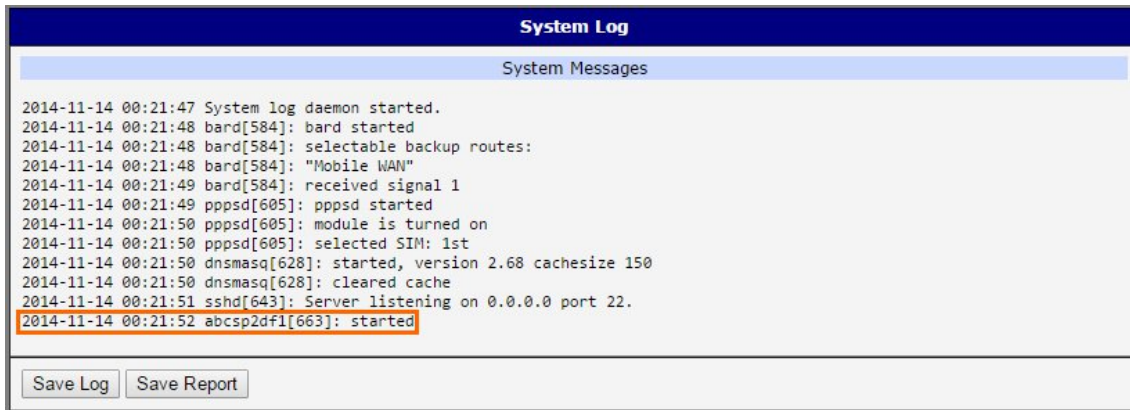 System Log
System Messages
2014-11-14 00:21:47 System log daemon started.
2014-11-14 00:21:48 bard[584]: bard started
2014-11-14 00:21:48 bard[584]: selectable backup routes:
2014-11-14 00:21:48 bard[584]: "Mobile WAN"
2014-11-14 00:21:49 bard[584]: received signal 1
2014-11-14 00:21:49 pppsd[605]: pppsd started
2014-11-14 00:21:50 pppsd[605]: module is turned on
2014-11-14 00:21:50 pppsd[605]: selected SIM: 1st
2014-11-14 00:21:50 dnsmasq[628]: started, version 2.68 cachesize 150
2014-11-14 00:21:50 dnsmasq[628]: cleared cache
2014-11-14 00:21:51 sshd[643]: Server listening on 0.0.0.0 port 22.
2014-11-14 00:21:52 abcsp2df1[663]: started
Save Log Save Report